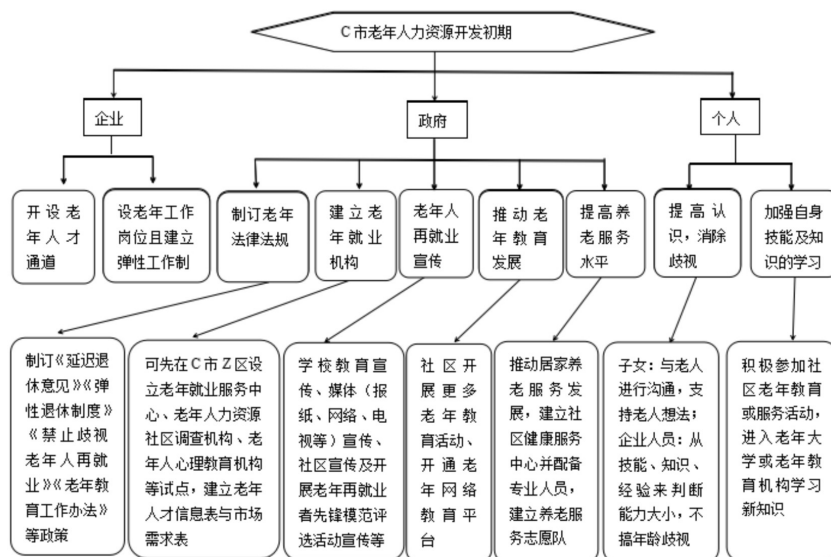 C市老年人力资源开发初期
企业
政府
个人
开设老
年人才
通道
设老年工作
岗位且建立
弹性工作制
制订老年
法律法规
建立老
年就业
机构
老年人
再就业
宣传
推动老
年教育
发展
提高养
老服务
水平
提高认
识，消除
歧视
加强自身
技能及知
识的学习
制订《延迟退
休意见》《弹
性退休制度》
《禁止歧视
老年人再就
业》《老年教
育工作办法》
等政策
可先在C市Z区设
立老年就业服务中
心、老年人力资源
社区调查机构、老
年人心理教育机构
等试点，建立老年
人才信息表与市场
需求表
学校教育宣
传、媒体（报
纸、网络、电
视等）宣传、
社区宣传及开
展老年再就业
者先锋模范评
选活动宣传等
社区开
展更多
老年教
育活动、
开通老
年网络
教育平
台
推动居家养
老服务发
展，建立社
区健康服务
中心并配备
专业人员，
建立养老服
务志愿队
子女：与老人
进行沟通，支
持老人想法；
企业人员：从
技能、知识、
经验来判断
能力大小，不
搞年龄歧视
积极参加社
区老年教育
或服务活动，
进入老年大
学或老年教
育机构学习
新知识